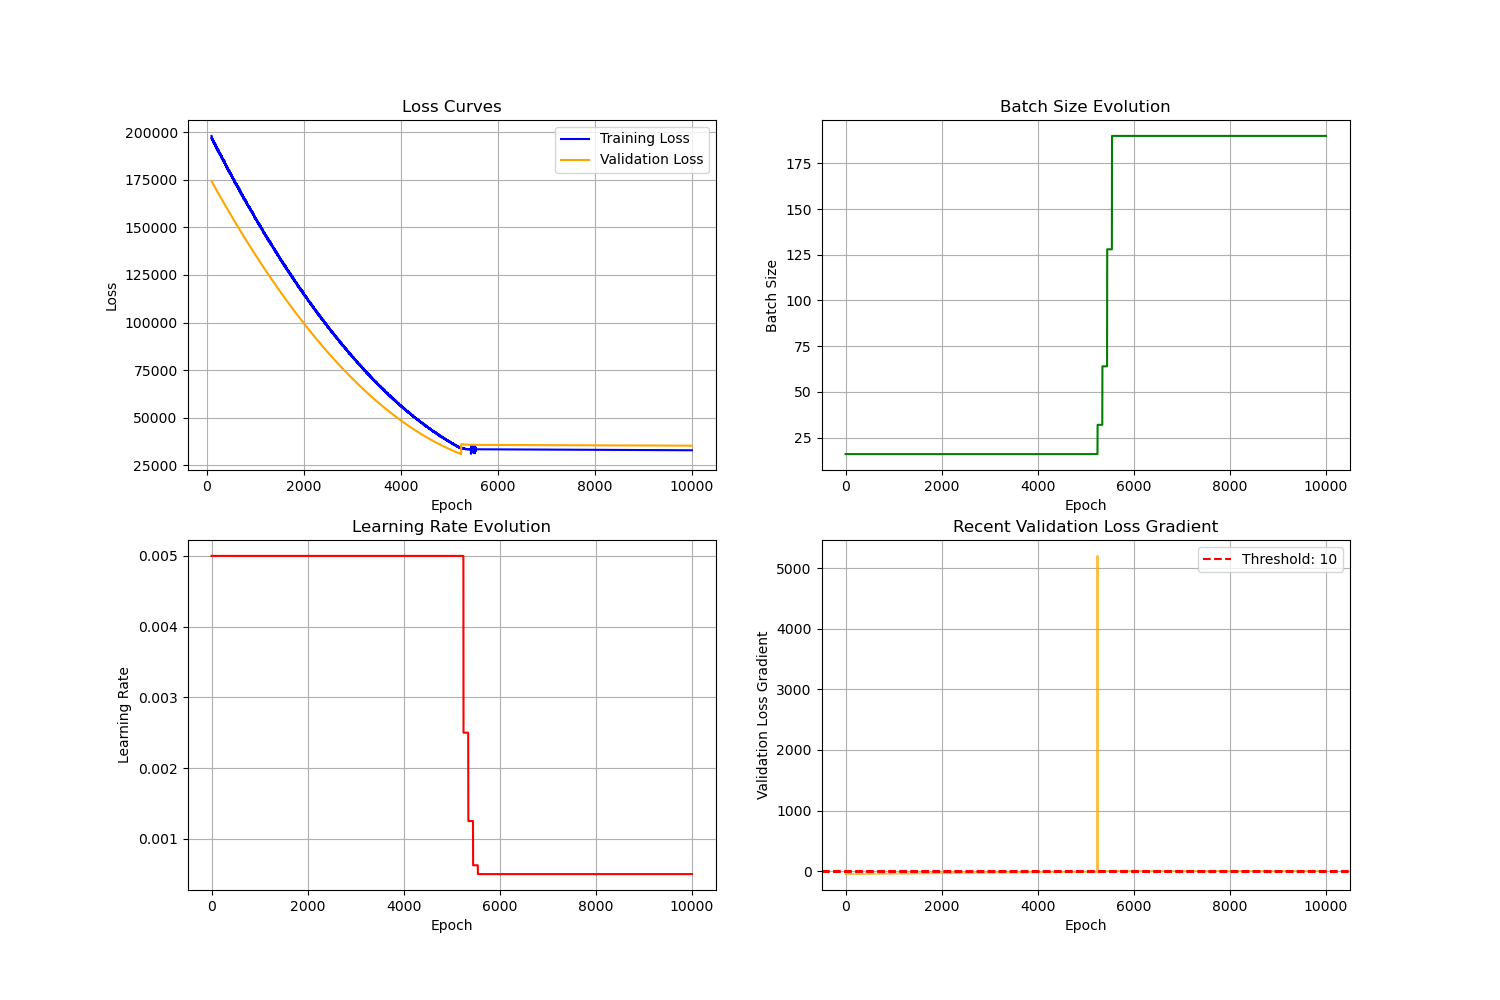 Loss Curves
200000
175000
150000
125000
100000
75000
50000
25000
Loss
Training Loss
Validation Loss
0 2000 4000 6000 8000 10000
Epoch
Batch Size Evolution
175
150
125
100
75
50
25
Batch Size
0 2000 4000 6000 8000 10000
Epoch
Learning Rate Evolution
0.005
0.004
0.003
0.002
0.001
Learning Rate
0 2000 4000 6000 8000 10000
Epoch
Recent Validation Loss Gradient
5000
4000
3000
2000
1000
0
Validation Loss Gradient
Threshold: 10
0 2000 4000 6000 8000 10000
Epoch